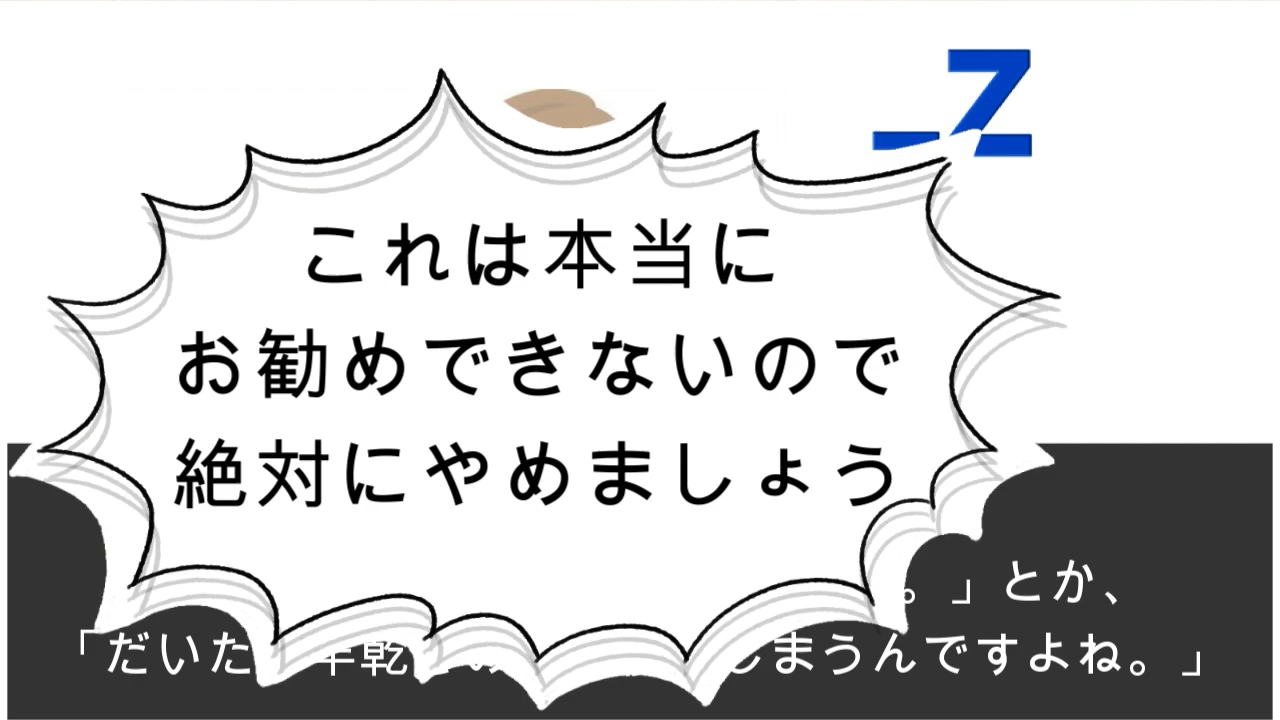 Z
これは本当に
お勧めできないので
絶対にやめましょう
。」とか、
「だいた
しまうんですよね。」